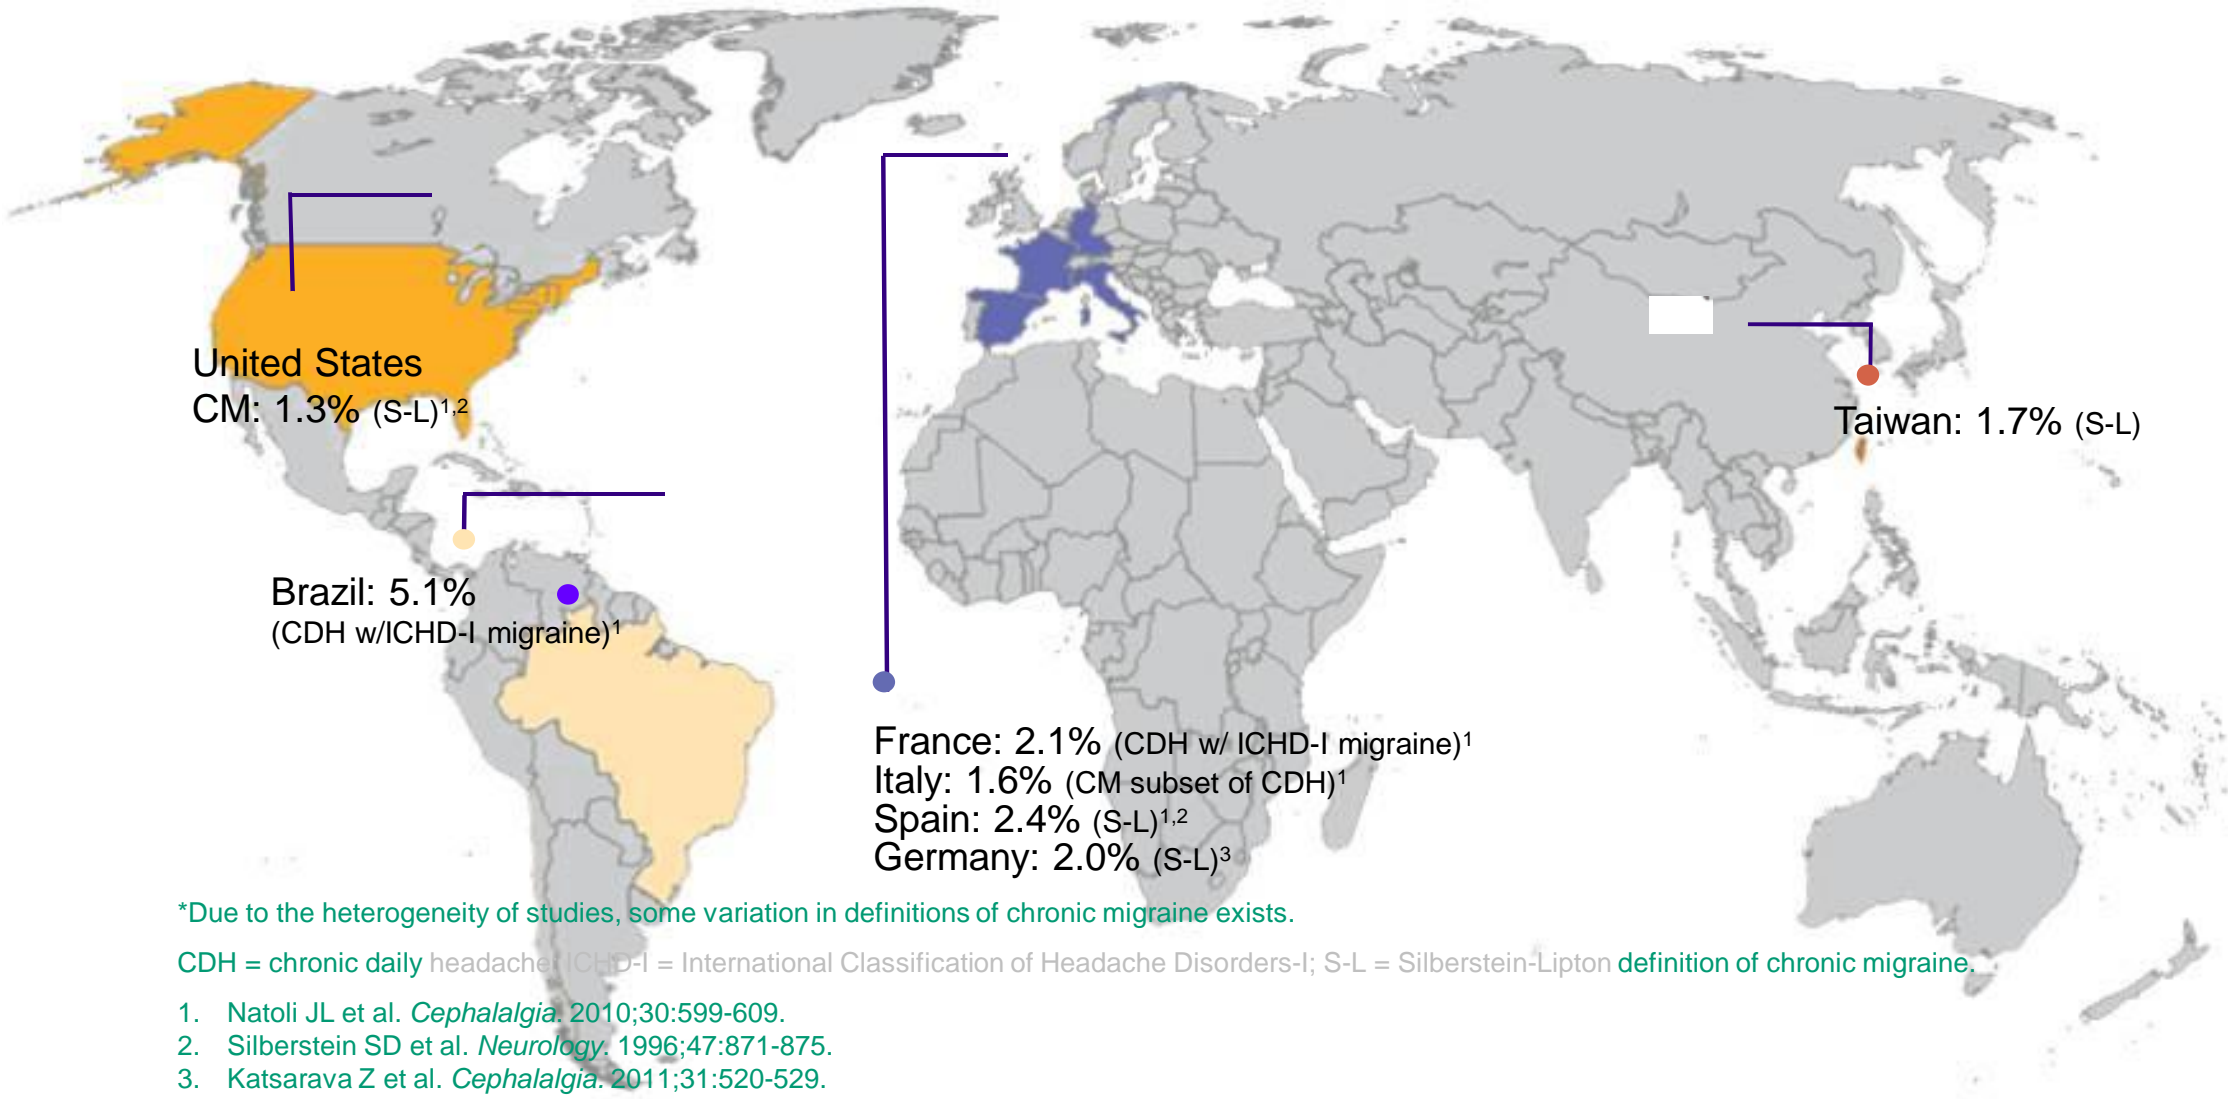 United States
CM: 1.3% (S-L)1,2
Taiwan: 1.7% (S-L)
Brazil: 5.1%
(CDH w/ICHD-I migraine)1
France: 2.1% (CDH w/ ICHD-I migraine)1
Italy: 1.6% (CM subset of CDH)1
Spain: 2.4% (S-L)1,2
Germany: 2.0% (S-L)3
*Due to the heterogeneity of studies, some variation in definitions of chronic migraine exists.
CDH = chronic daily headache; ICHD-I = International Classification of Headache Disorders-I; S-L = Silberstein-Lipton definition of chronic migraine.
1. Natoli JL et al. Cephalalgia. 2010;30:599-609.
2. Silberstein SD et al. Neurology. 1996;47:871-875.
3. Katsarava Z et al. Cephalalgia. 2011;31:520-529.